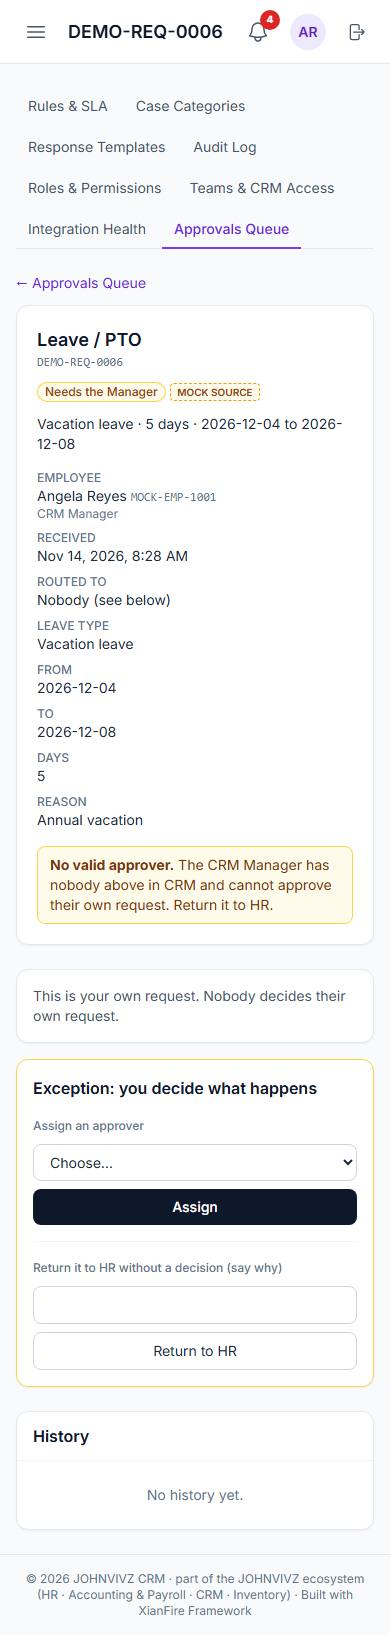 DEMO-REQ-0006
4
AR
Rules & SLA
Case Categories
Response Templates
Audit Log
Roles & Permissions
Teams & CRM Access
Integration Health
Approvals Queue
← Approvals Queue
Leave / PTO
DEMO-REQ-0006
Needs the Manager
MOCK SOURCE
Vacation leave · 5 days · 2026-12-04 to 2026-
12-08
EMPLOYEE
Angela Reyes MOCK-EMP-1001
CRM Manager
RECEIVED
Nov 14, 2026, 8:28 AM
ROUTED TO
Nobody (see below)
LEAVE TYPE
Vacation leave
FROM
2026-12-04
TO
2026-12-08
DAYS
5
REASON
Annual vacation
No valid approver. The CRM Manager has
nobody above in CRM and cannot approve
their own request. Return it to HR.
This is your own request. Nobody decides their
own request.
Exception: you decide what happens
Assign an approver
Choose...
Assign
Return it to HR without a decision (say why)
Return to HR
History
No history yet.
© 2026 JOHNVIVZ CRM · part of the JOHNVIVZ ecosystem
(HR · Accounting & Payroll · CRM · Inventory) · Built with
XianFire Framework